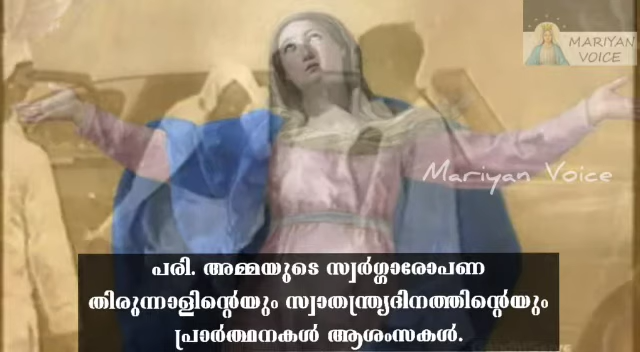 MARIYAN
VOICE
Mariyan Voice
പരി. അമ്മയുടെ സ്വർഗ്ഗാരോപണ
തിരുന്നാളിന്റെയും സ്വാതന്ത്ര്യദിനത്തിന്റെയും
പ്രാർത്ഥനകൾ ആശംസകൾ.